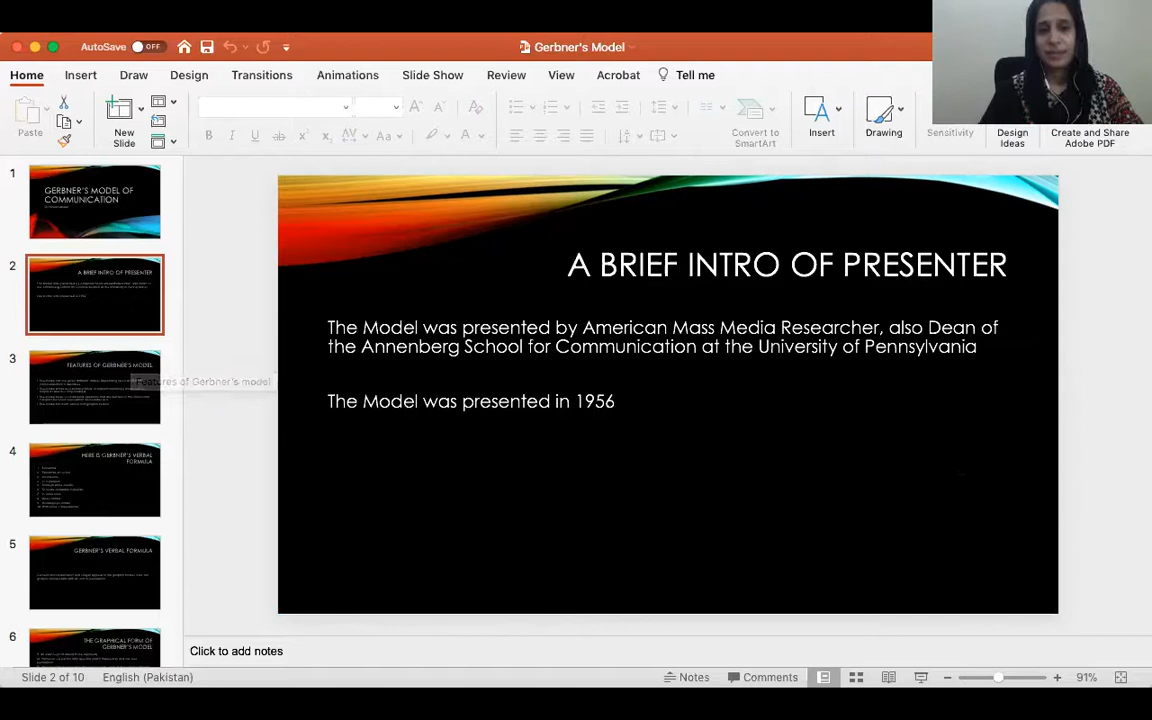 AutoSave OFF
Gerbner's Model
Home Insert Draw Design Transitions Animations Slide Show Review View Acrobat Tell me
Paste
New Slide
Convert to SmartArt
Insert
Drawing
Sensitivity
Design Ideas
Create and Share Adobe PDF
1
GERBNER'S MODEL OF
COMMUNICATION
2
A BRIEF INTRO OF PRESENTER
3
FEATURES OF GERBNER'S MODEL
Features of Gerbner's model
4
HERE IS GERBNER'S VERBAL
FORMULA
5
GERBNER'S VERBAL FORMULA
6
THE GRAPHICAL FORM OF
GERBNER'S MODEL
A BRIEF INTRO OF PRESENTER
The Model was presented by American Mass Media Researcher, also Dean of
the Annenberg School for Communication at the University of Pennsylvania
The Model was presented in 1956
Click to add notes
Slide 2 of 10 English (Pakistan) Notes Comments 91%